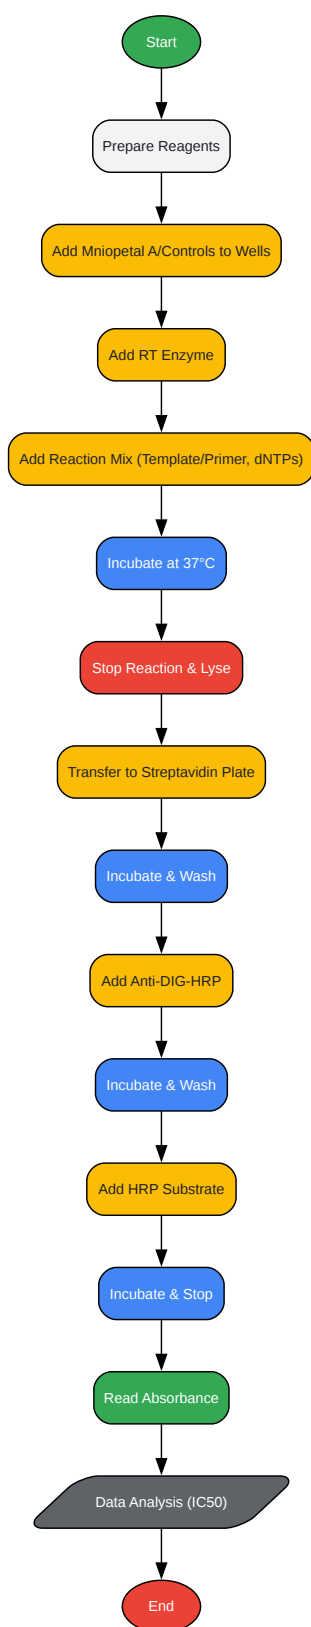 Start
Prepare Reagents
Add Mniopetal A/Controls to Wells
Add RT Enzyme
Add Reaction Mix (Template/Primer, dNTPs)
Incubate at 37°C
Stop Reaction & Lyse
Transfer to Streptavidin Plate
Incubate & Wash
Add Anti-DIG-HRP
Incubate & Wash
Add HRP Substrate
Incubate & Stop
Read Absorbance
Data Analysis (IC50)
End